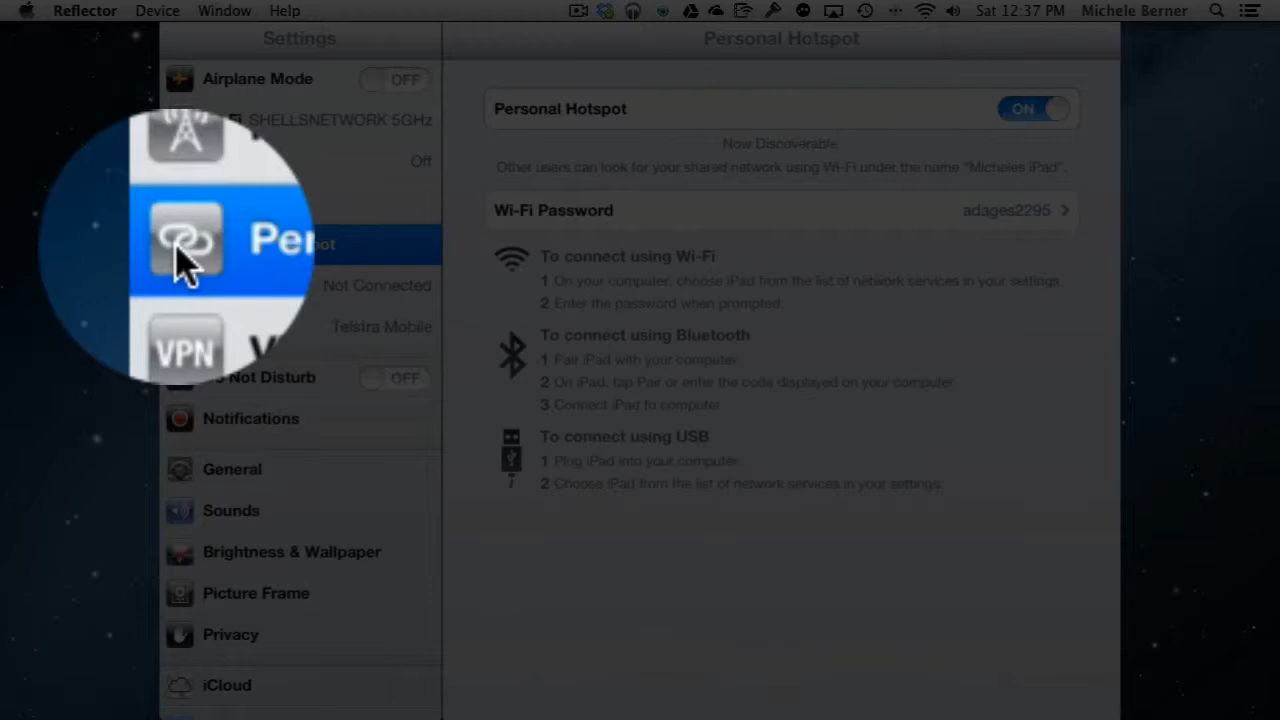 Reflector Device Window Help Sat 12:37 PM Michele Berner
Settings
Personal Hotspot
Airplane Mode OFF
SHELLSNETWORK 5GHz
Off
Not Connected
VPN
Telstra Mobile
Not Disturb OFF
Notifications
General
Sounds
Brightness & Wallpaper
Picture Frame
Privacy
iCloud
Personal Hotspot ON
Now Discoverable
Other users can look for your shared network using Wi-Fi under the name "Micheles iPad".
Wi-Fi Password adages2295
To connect using Wi-Fi
1 On your computer, choose iPad from the list of network services in your settings.
2 Enter the password when prompted.
To connect using Bluetooth
1 Pair iPad with your computer.
2 On iPad, tap Pair or enter the code displayed on your computer.
3 Connect iPad to computer.
To connect using USB
1 Plug iPad into your computer.
2 Choose iPad from the list of network services in your settings.